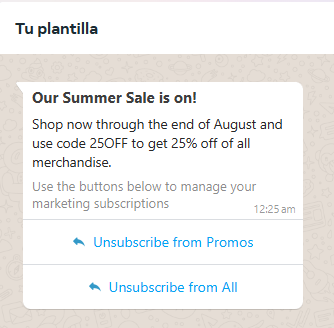 Tu plantilla
Our Summer Sale is on!
Shop now through the end of August and
use code 25OFF to get 25% off of all
merchandise.
Use the buttons below to manage your
marketing subscriptions
12:25 am
Unsubscribe from Promos
Unsubscribe from All